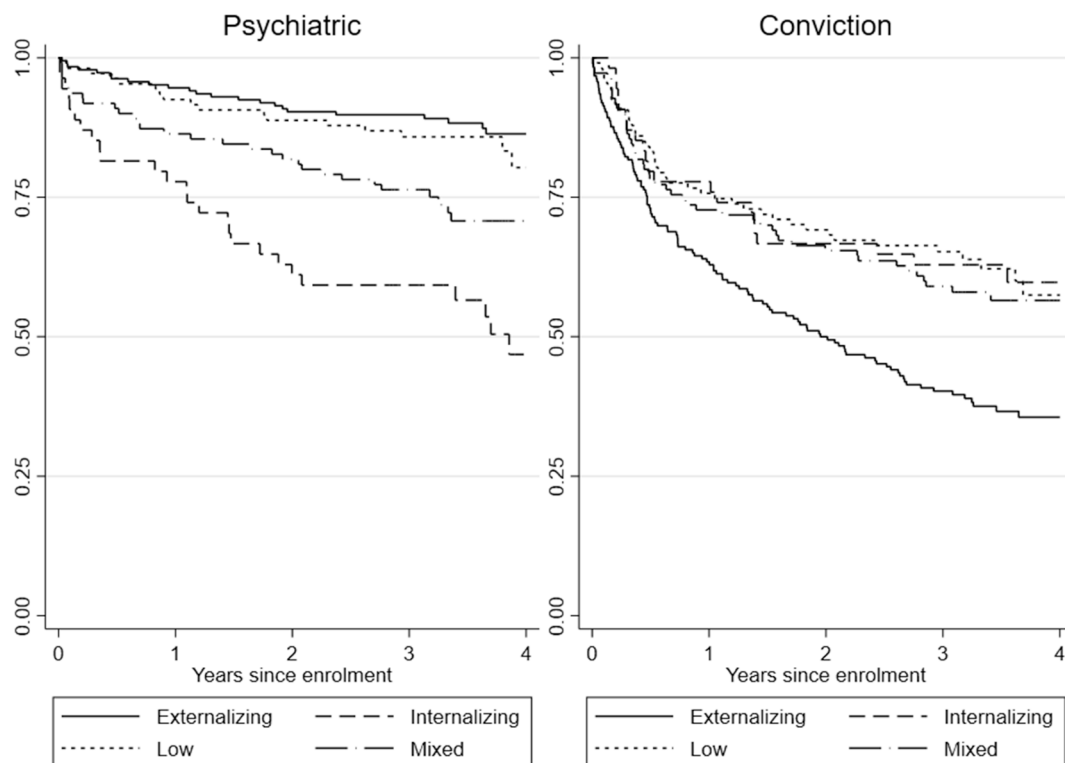 Psychiatric
1.00
0.75
0.50
0.25
0.00
0 1 2 3 4
Years since enrolment
Externalizing Internalizing
Low Mixed
Conviction
1.00
0.75
0.50
0.25
0.00
0 1 2 3 4
Years since enrolment
Externalizing Internalizing
Low Mixed